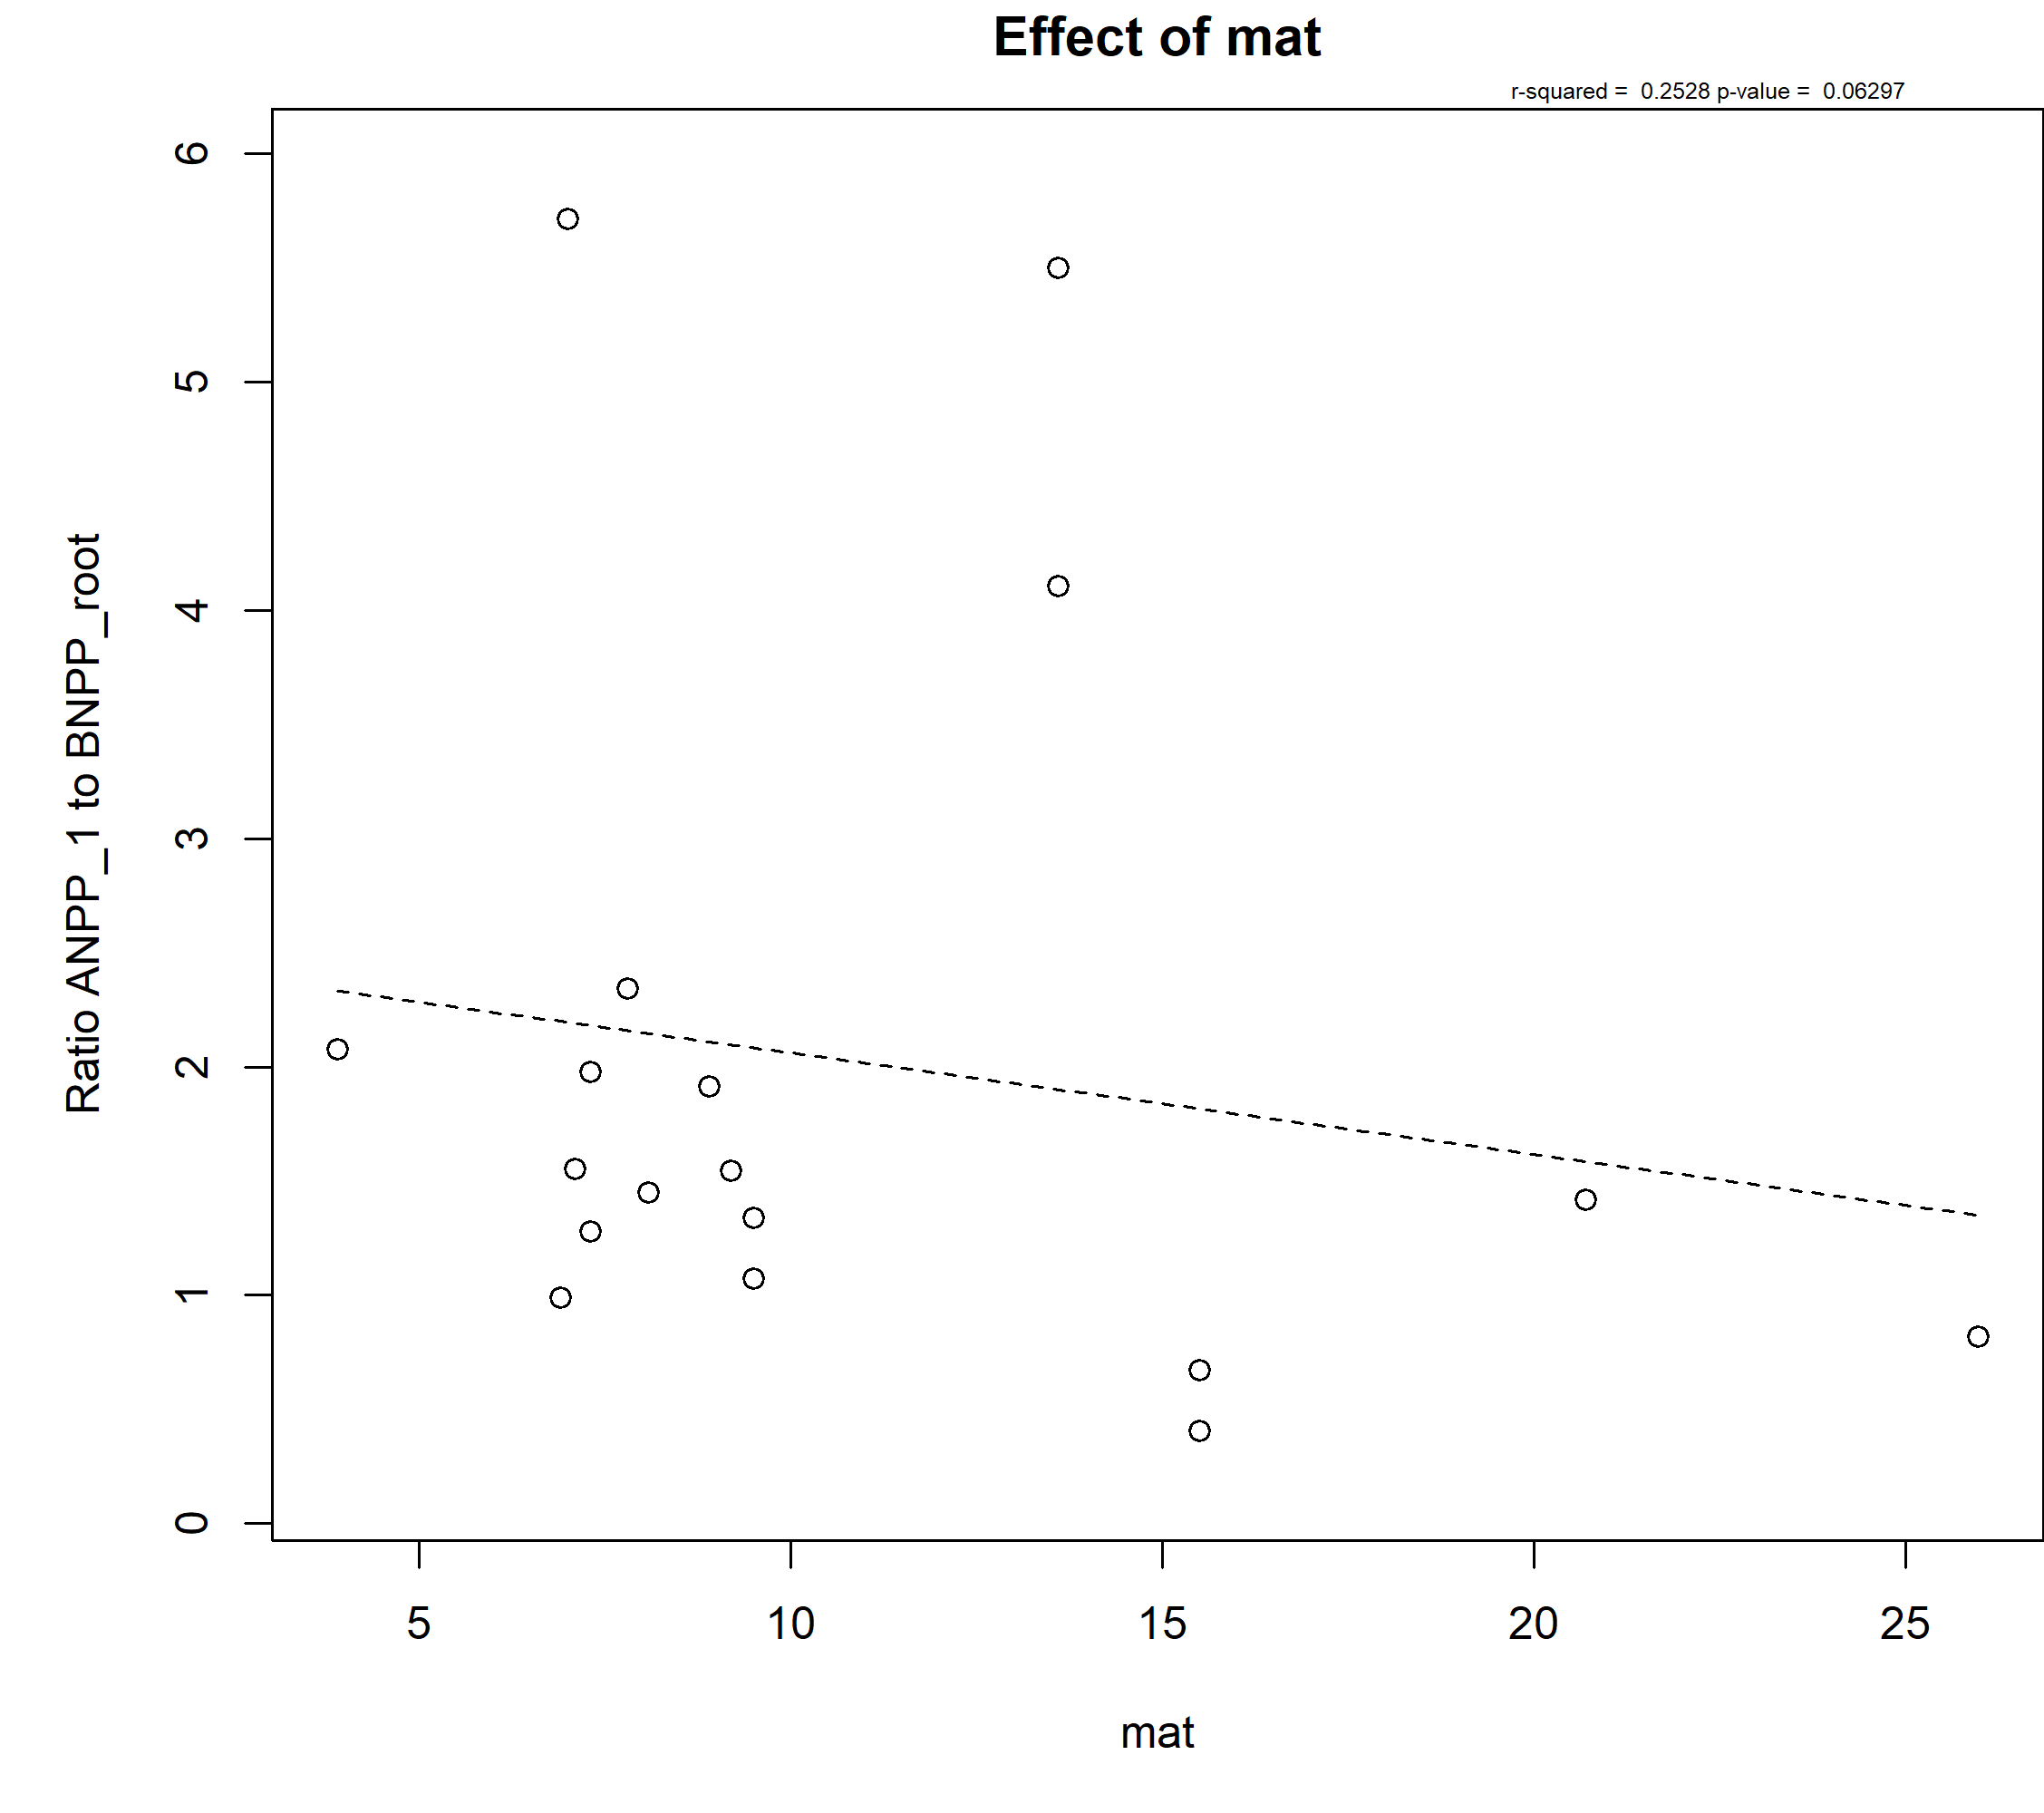 Effect of mat
r-squared =  0.2528 p-value =  0.06297
Ratio ANPP_1 to BNPP_root
6
5
4
3
2
1
0
5 10 15 20 25
mat